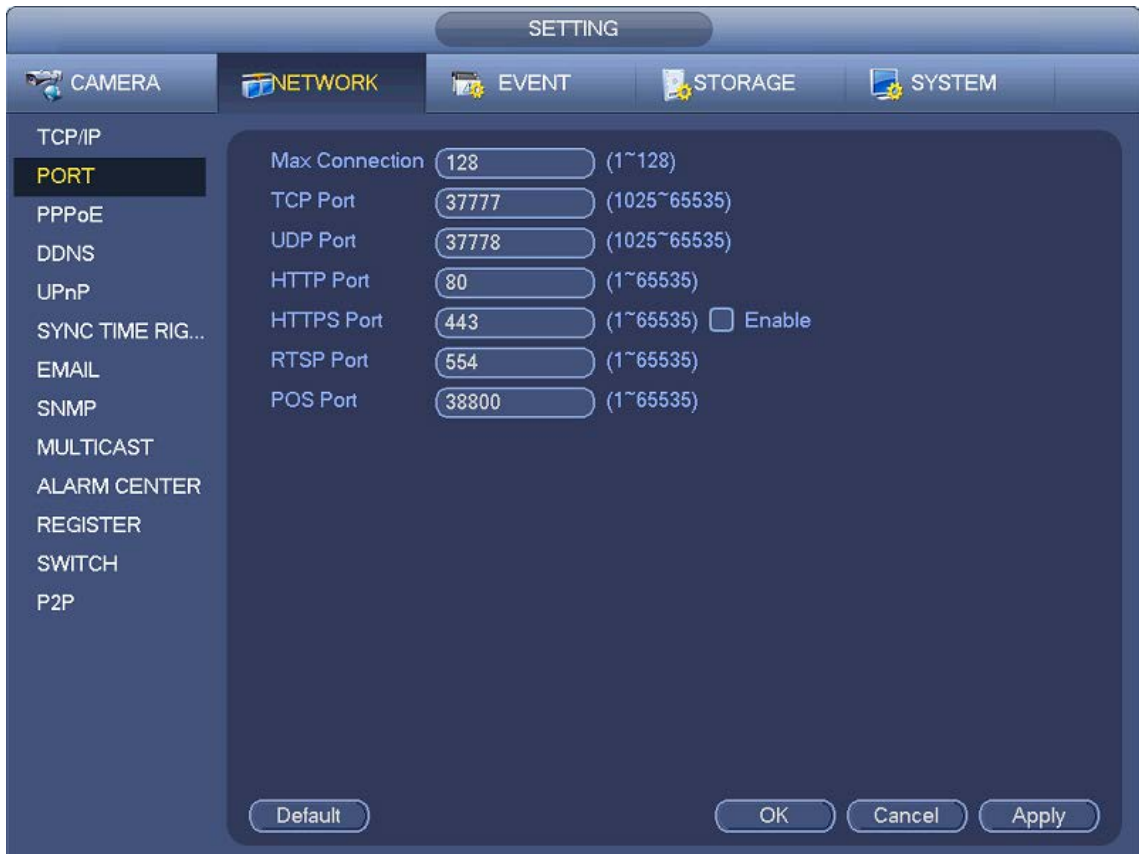 SETTING
CAMERA NETWORK EVENT STORAGE SYSTEM
TCP/IP
PORT
PPPoE
DDNS
UPnP
SYNC TIME RIG...
EMAIL
SNMP
MULTICAST
ALARM CENTER
REGISTER
SWITCH
P2P
Max Connection 128 (1~128)
TCP Port 37777 (1025~65535)
UDP Port 37778 (1025~65535)
HTTP Port 80 (1~65535)
HTTPS Port 443 (1~65535) Enable
RTSP Port 554 (1~65535)
POS Port 38800 (1~65535)
Default OK Cancel Apply